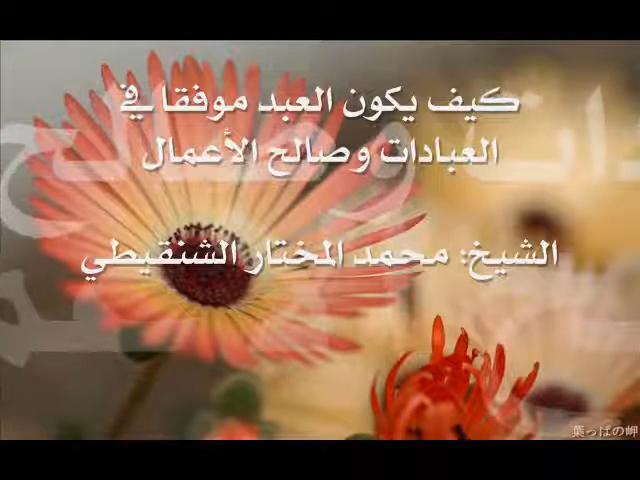 كيف يكون العبد موفقا في
العبادات وصالح الأعمال
الشيخ: محمد المختار الشنقيطي
葉っぱの岬